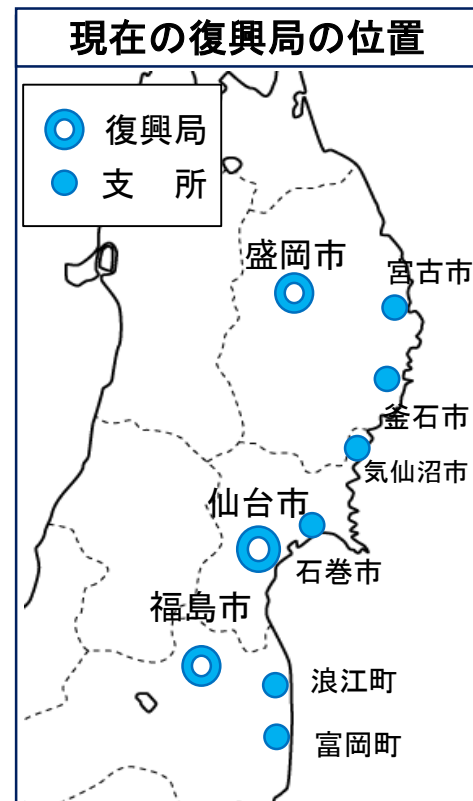 現在の復興局の位置
復興局
支 所
盛岡市
宮古市
釜石市
気仙沼市
仙台市
石巻市
福島市
浪江町
富岡町